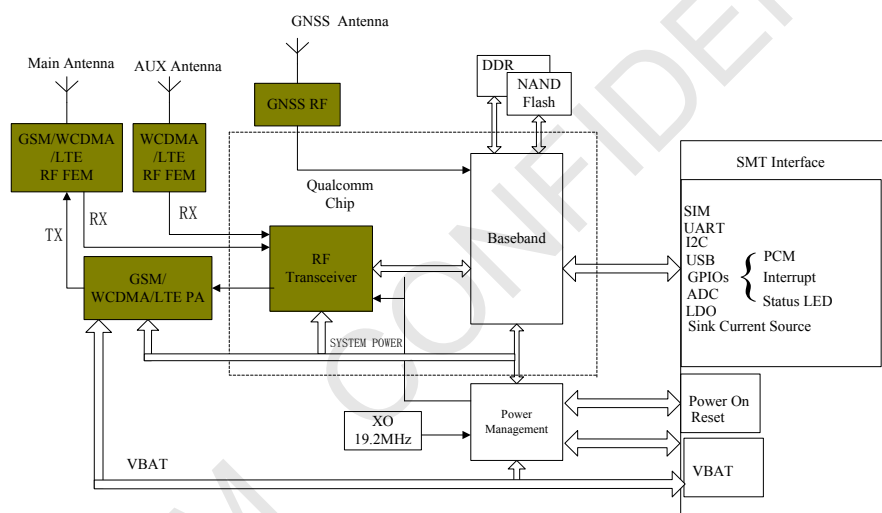 GNSS Antenna
Main Antenna
AUX Antenna
DDR
NAND
Flash
GNSS RF
GSM/WCDMA
/LTE
RF FEM
WCDMA
/LTE
RF FEM
Qualcomm
Chip
SMT Interface
TX
RX
RX
RF
Transceiver
Baseband
SIM
UART
I2C
USB
GPIOs
ADC
LDO
Sink Current Source
PCM
Interrupt
Status LED
GSM/
WCDMA/LTE PA
SYSTEM POWER
XO
19.2MHz
Power
Management
Power On
Reset
VBAT
VBAT
CONFIDEN